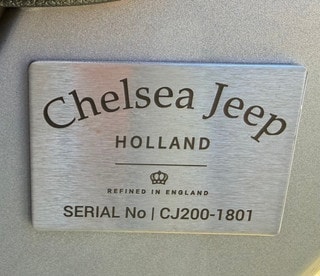 Chelsea Jeep
HOLLAND
REFINED IN ENGLAND
SERIAL No | CJ200-1801